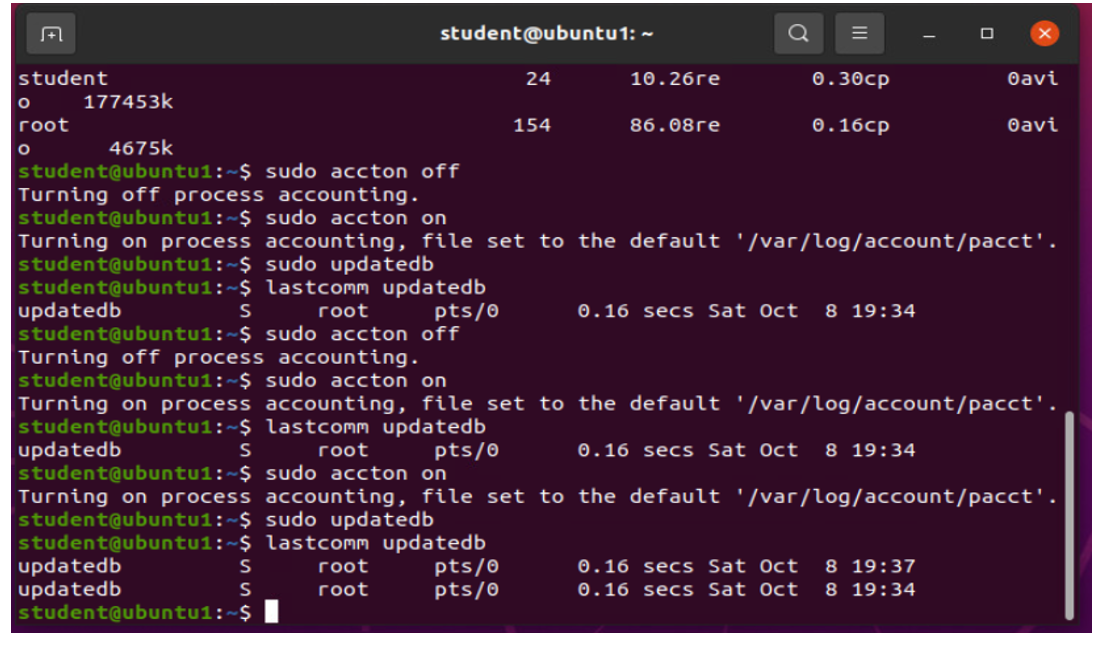 student@ubuntu1: ~
student                                24      10.26re       0.30cp         0avi
o    177453k
root                                  154      86.08re       0.16cp         0avi
o      4675k
student@ubuntu1:~$ sudo accton off
Turning off process accounting.
student@ubuntu1:~$ sudo accton on
Turning on process accounting, file set to the default '/var/log/account/pacct'.
student@ubuntu1:~$ sudo updatedb
student@ubuntu1:~$ lastcomm updatedb
updatedb         S     root     pts/0      0.16 secs Sat Oct  8 19:34
student@ubuntu1:~$ sudo accton off
Turning off process accounting.
student@ubuntu1:~$ sudo accton on
Turning on process accounting, file set to the default '/var/log/account/pacct'.
student@ubuntu1:~$ lastcomm updatedb
updatedb         S     root     pts/0      0.16 secs Sat Oct  8 19:34
student@ubuntu1:~$ sudo accton on
Turning on process accounting, file set to the default '/var/log/account/pacct'.
student@ubuntu1:~$ sudo updatedb
student@ubuntu1:~$ lastcomm updatedb
updatedb         S     root     pts/0      0.16 secs Sat Oct  8 19:37
updatedb         S     root     pts/0      0.16 secs Sat Oct  8 19:34
student@ubuntu1:~$